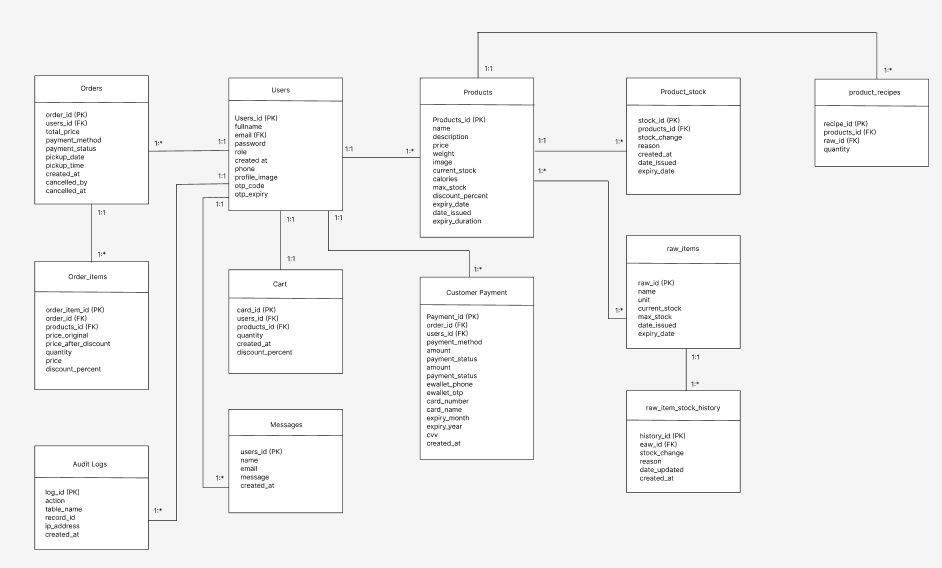 Orders
order_id (PK)
users_id (FK)
total_price
payment_method
payment_status
pickup_date
pickup_time
created_at
cancelled_by
cancelled_at
1:*
1:1
1:1
1:*
Users
Users_id (PK)
fullname
email (FK)
password
role
created at
phone
profile_image
otp_code
otp_expiry
1:1
1:1
1:1
1:*
1:1
1:1
1:1
1:*
Products
Products_id (PK)
name
description
price
weight
image
current_stock
calories
max_stock
discount_percent
expiry_date
date_issued
expiry_duration
1:1
1:*
1:1
1:*
1:*
1:*
Product_stock
stock_id (PK)
products_id (FK)
stock_change
reason
created_at
date_issued
expiry_date
product_recipes
recipe_id (PK)
products_id (FK)
raw_id (FK)
quantity
Order_items
order_item_id (PK)
order_id (FK)
products_id (FK)
price_original
price_after_discount
quantity
price
discount_percent
Cart
card_id (PK)
users_id (FK)
products_id (FK)
quantity
created_at
discount_percent
Customer Payment
Payment_id (PK)
order_id (FK)
users_id (FK)
payment_method
amount
payment_status
amount
payment_status
ewallet_phone
ewallet_otp
card_number
card_name
expiry_month
expiry_year
cvv
created_at
raw_items
raw_id (PK)
name
unit
current_stock
max_stock
date_issued
expiry_date
1:1
1:*
raw_item_stock_history
history_id (PK)
eaw_id (FK)
stock_change
reason
date_updated
created_at
Messages
users_id (PK)
name
email
message
created_at
1:*
Audit Logs
log_id (PK)
action
table_name
record_id
ip_address
created_at
1:*